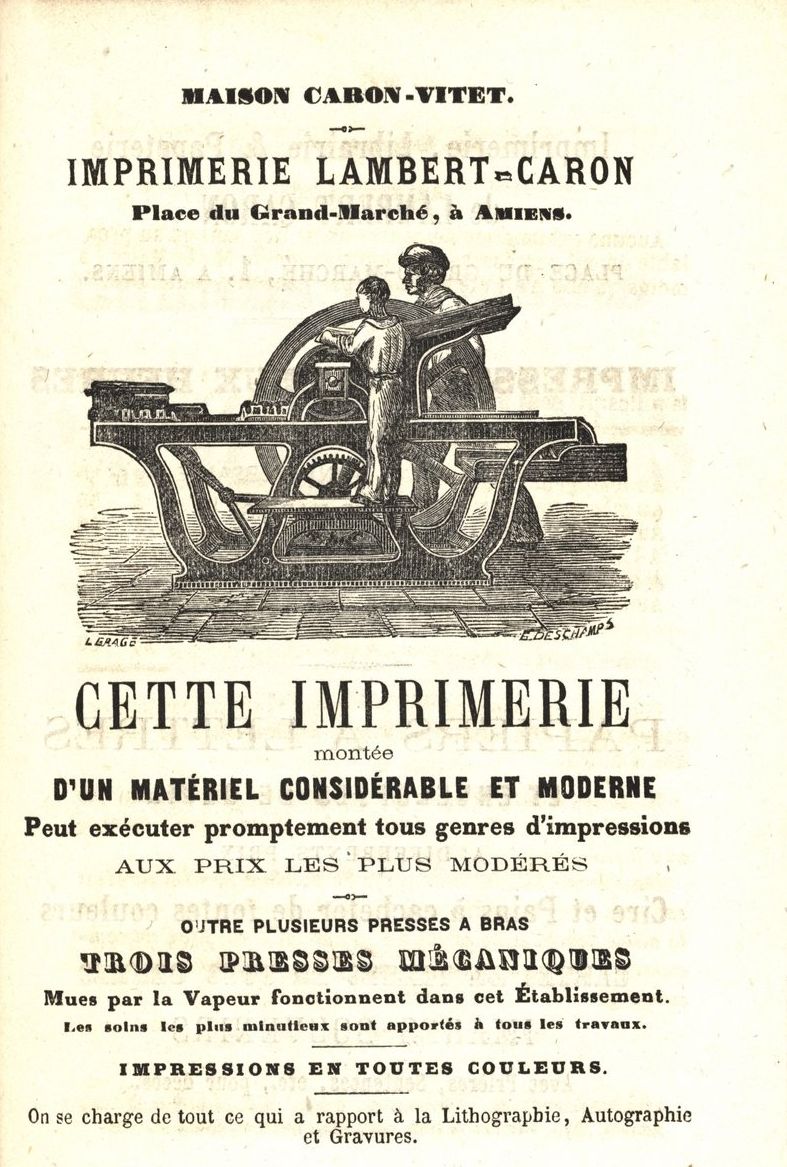 MAISON CARON-VITET.
IMPRIMERIE LAMBERT-CARON
Place du Grand-Marché, à AMIENS.
LERAGE
E. DESCHAMPS
CETTE IMPRIMERIE
montée
D'UN MATÉRIEL CONSIDÉRABLE ET MODERNE
Peut exécuter promptement tous genres d'impressions
AUX PRIX LES PLUS MODÉRÉS
OUTRE PLUSIEURS PRESSES A BRAS
TROIS PRESSES MÉCANIQUES
Mues par la Vapeur fonctionnent dans cet Établissement.
Les soins les plus minutieux sont apportés à tous les travaux.
IMPRESSIONS EN TOUTES COULEURS.
On se charge de tout ce qui a rapport à la Lithographie, Autographie
et Gravures.